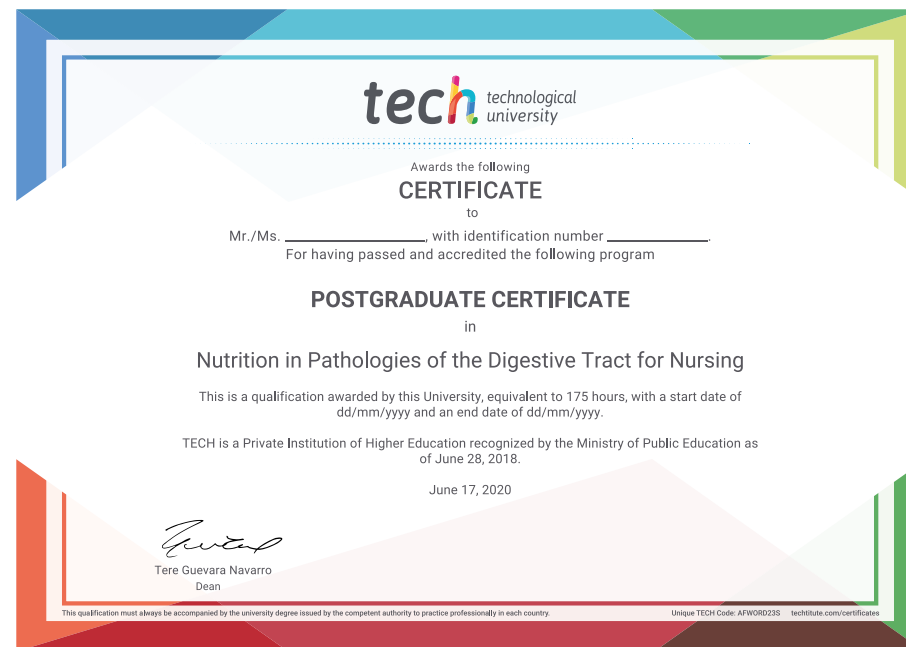 tech technological
university
Awards the following
CERTIFICATE
to
Mr./Ms. ____________________, with identification number ______________.
For having passed and accredited the following program
POSTGRADUATE CERTIFICATE
in
Nutrition in Pathologies of the Digestive Tract for Nursing
This is a qualification awarded by this University, equivalent to 175 hours, with a start date of
dd/mm/yyyy and an end date of dd/mm/yyyy.
TECH is a Private Institution of Higher Education recognized by the Ministry of Public Education as
of June 28, 2018.
June 17, 2020
Tere Guevara Navarro
Dean
This qualification must always be accompanied by the university degree issued by the competent authority to practice professionally in each country.
Unique TECH Code: AFWORD23S techtitute.com/certificates